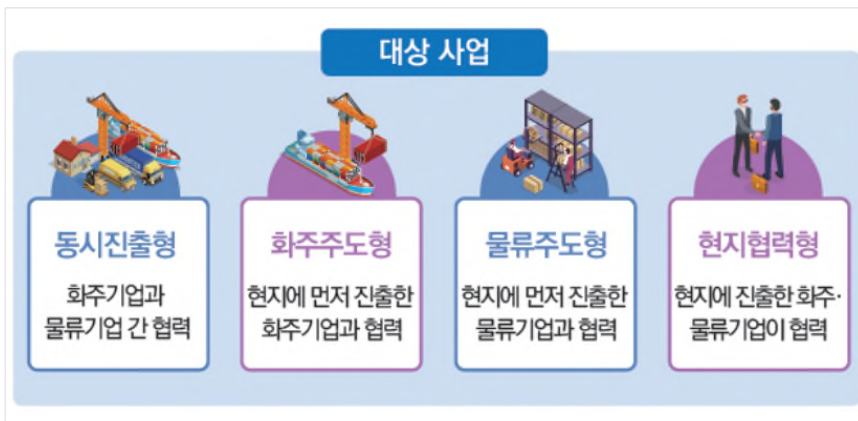 대상 사업
동시진출형
화주기업과
물류기업 간 협력
화주주도형
현지에 먼저 진출한
화주기업과 협력
물류주도형
현지에 먼저 진출한
물류기업과 협력
현지협력형
현지에 진출한 화주·
물류기업이 협력